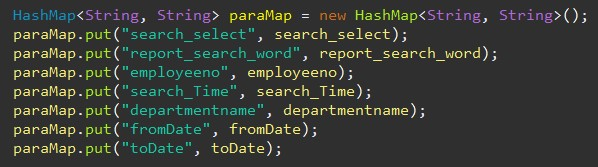 HashMap<String, String> paraMap = new HashMap<String, String>();
paraMap.put("search_select", search_select);
paraMap.put("report_search_word", report_search_word);
paraMap.put("employeeno", employeeno);
paraMap.put("search_Time", search_Time);
paraMap.put("departmentname", departmentname);
paraMap.put("fromDate", fromDate);
paraMap.put("toDate", toDate);